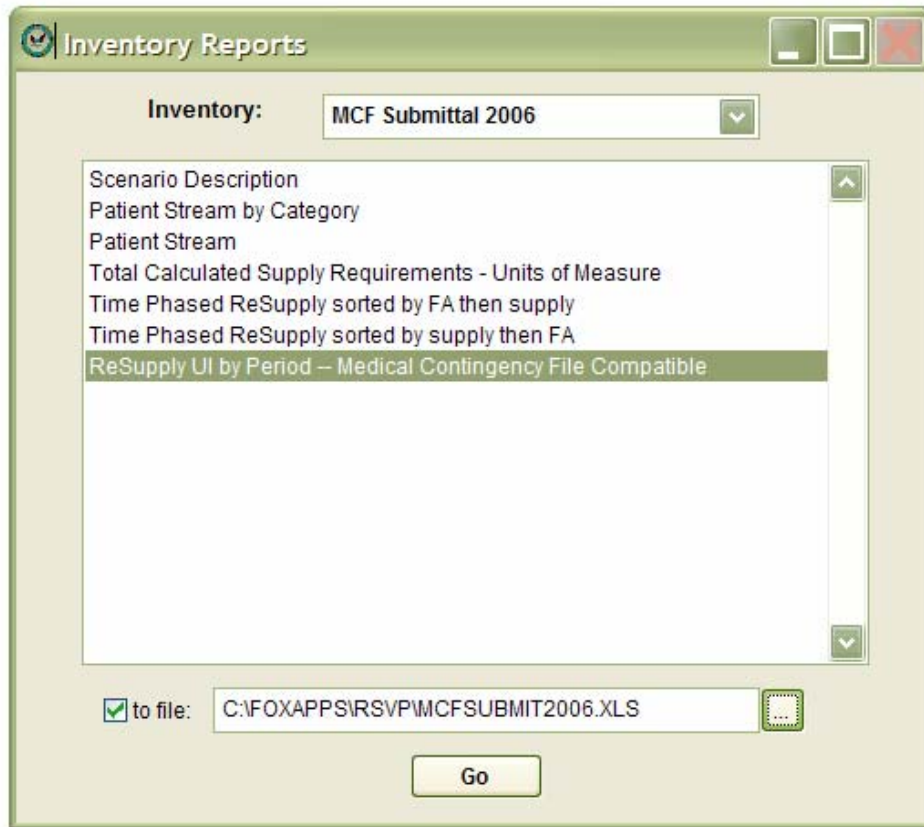 Inventory Reports
Inventory: MCF Submittal 2006
Scenario Description
Patient Stream by Category
Patient Stream
Total Calculated Supply Requirements - Units of Measure
Time Phased ReSupply sorted by FA then supply
Time Phased ReSupply sorted by supply then FA
ReSupply UI by Period -- Medical Contingency File Compatible
to file: C:\FOXAPPS\RSVP\MCFSUBMIT2006.XLS ...
Go